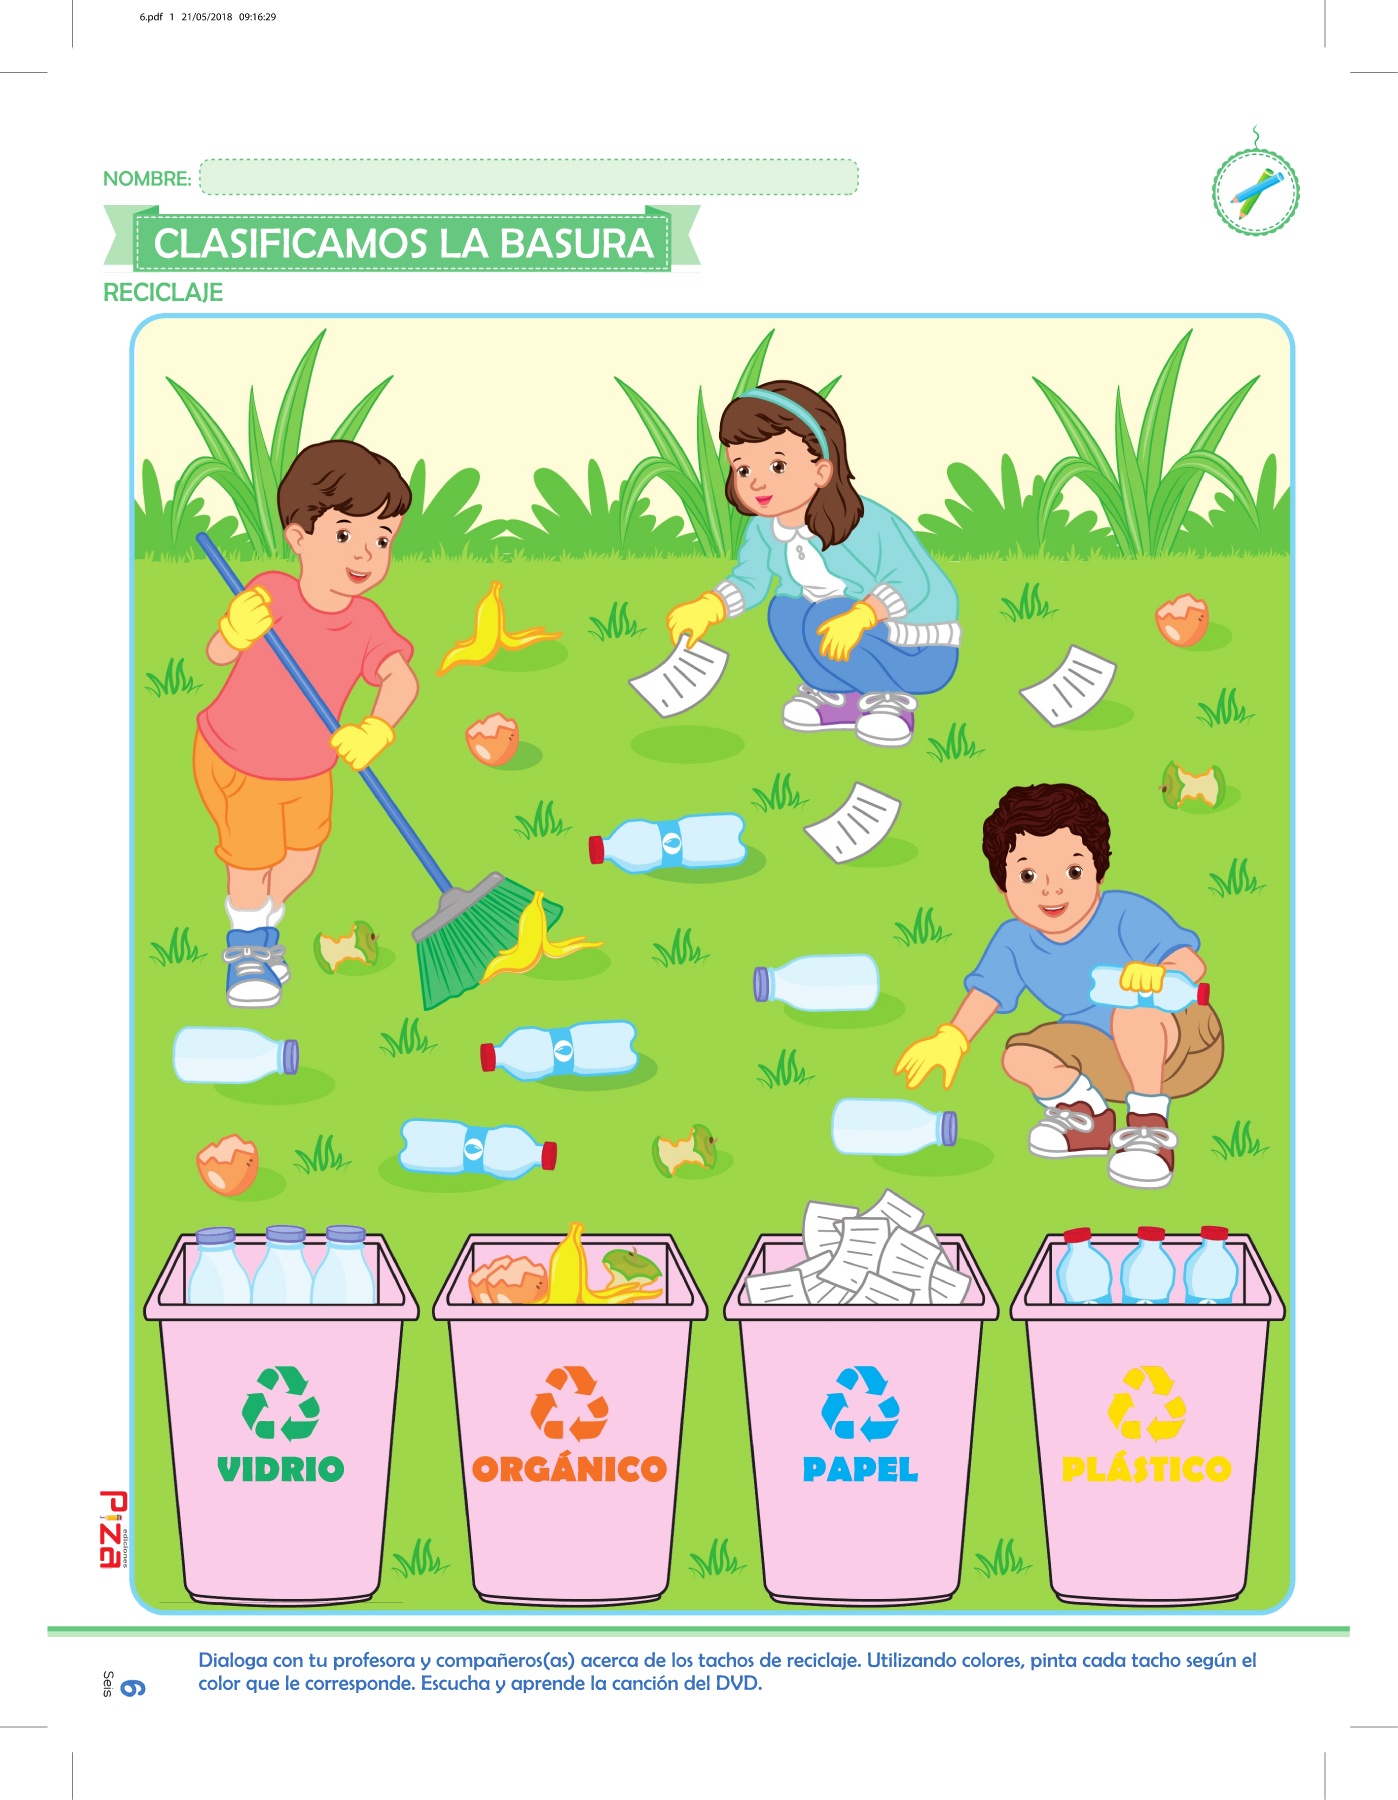 6.pdf 1 21/05/2018 09:16:29
NOMBRE:
CLASIFICAMOS LA BASURA
RECICLAJE
VIDRIO
ORGÁNICO
PAPEL
PLÁSTICO
Piza
ediciones
Dialoga con tu profesora y compañeros(as) acerca de los tachos de reciclaje. Utilizando colores, pinta cada tacho según el
color que le corresponde. Escucha y aprende la canción del DVD.
6
Seis